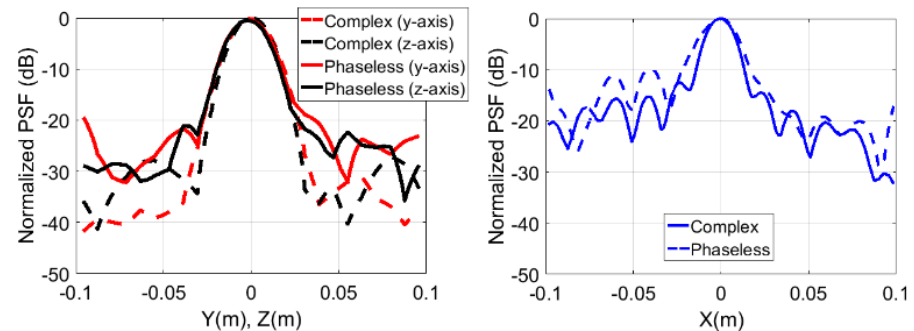 Normalized PSF (dB)
0
-10
-20
-30
-40
-50
-0.1
-0.05
0
0.05
0.1
Y(m), Z(m)
Complex (y-axis)
Complex (z-axis)
Phaseless (y-axis)
Phaseless (z-axis)
Normalized PSF (dB)
0
-10
-20
-30
-40
-50
-0.1
-0.05
0
0.05
0.1
X(m)
Complex
Phaseless